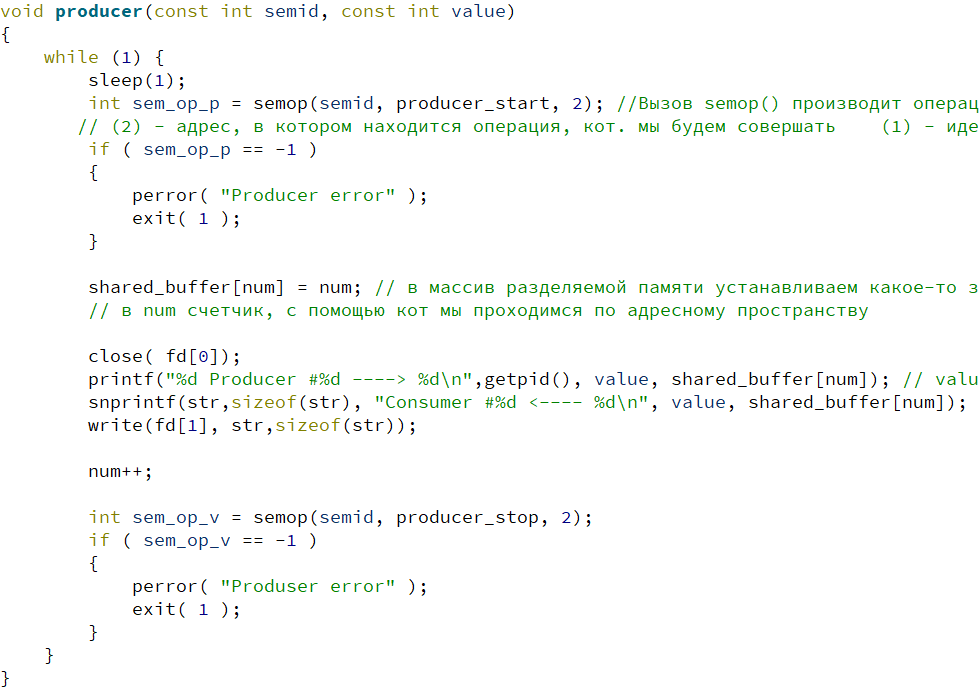 void producer(const int semid, const int value)
{
    while (1) {
        sleep(1);
        int sem_op_p = semop(semid, producer_start, 2); //Вызов semop() производит
       // (2) - адрес, в котором находится операция, кот. мы будем совершать    (1) -
        if ( sem_op_p == -1 )
        {
            perror( "Producer error" );
            exit( 1 );
        }
        shared_buffer[num] = num; // в массив разделяемой памяти устанавливаем какое-то
        // в num счетчик, с помощью кот мы проходимся по адресному пространству
        close( fd[0]);
        printf("%d Producer #%d ----> %d\n",getpid(), value, shared_buffer[num]); //
        snprintf(str,sizeof(str), "Consumer #%d <---- %d\n", value, shared_buffer[num]);
        write(fd[1], str,sizeof(str));
        num++;
        int sem_op_v = semop(semid, producer_stop, 2);
        if ( sem_op_v == -1 )
        {
            perror( "Produser error" );
            exit( 1 );
        }
    }
}